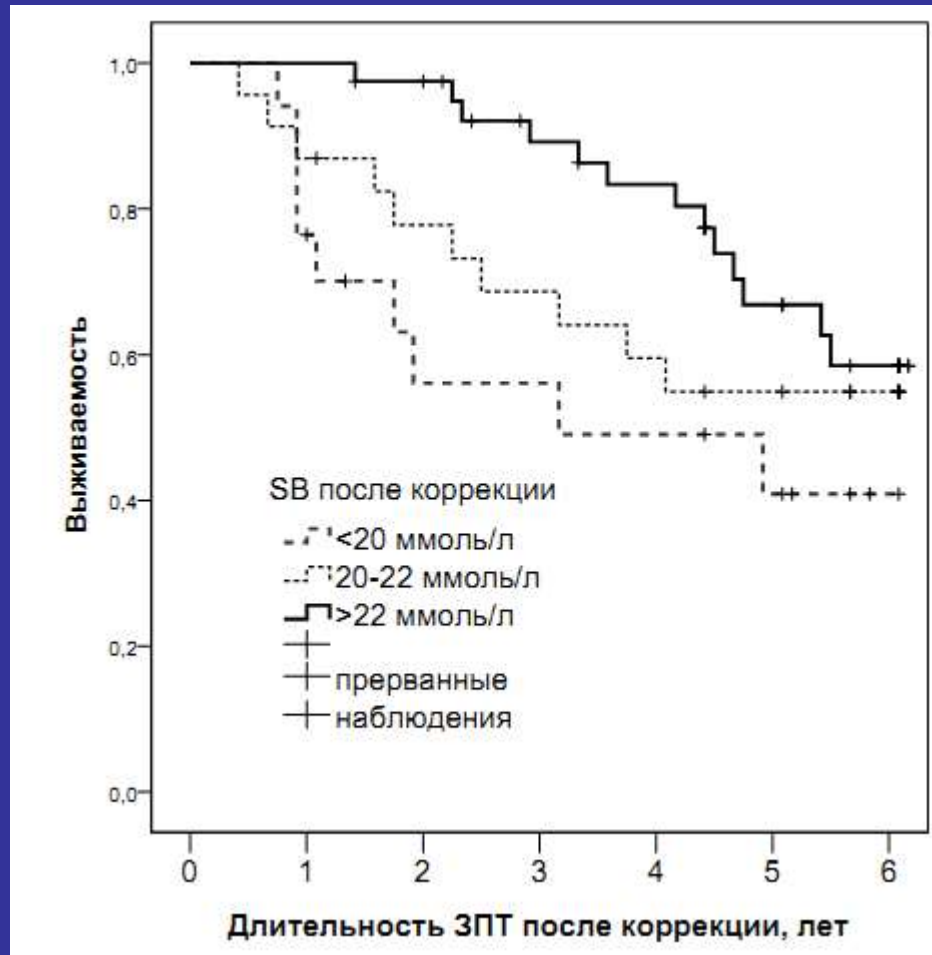 1,0
0,8
0,6
0,4
0,2
0,0
Выживаемость
SB после коррекции
<20 ммоль/л
20-22 ммоль/л
>22 ммоль/л
прерванные
наблюдения
0 1 2 3 4 5 6
Длительность ЗПТ после коррекции, лет